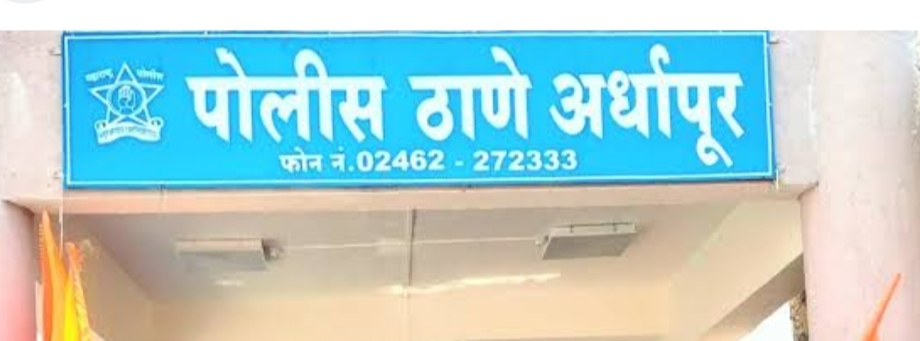 पोलीस ठाणे अर्धापूर
फोन नं.02462 - 272333